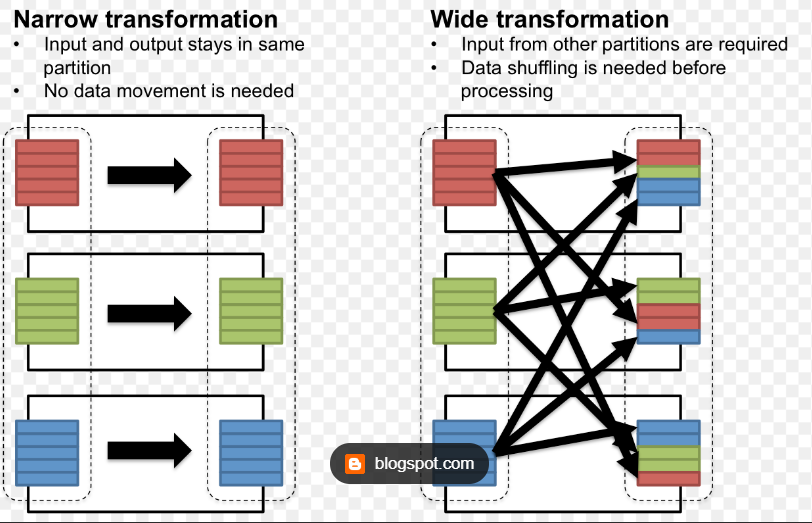 Narrow transformation
• Input and output stays in same
partition
• No data movement is needed
Wide transformation
• Input from other partitions are required
• Data shuffling is needed before
processing
blogspot.com